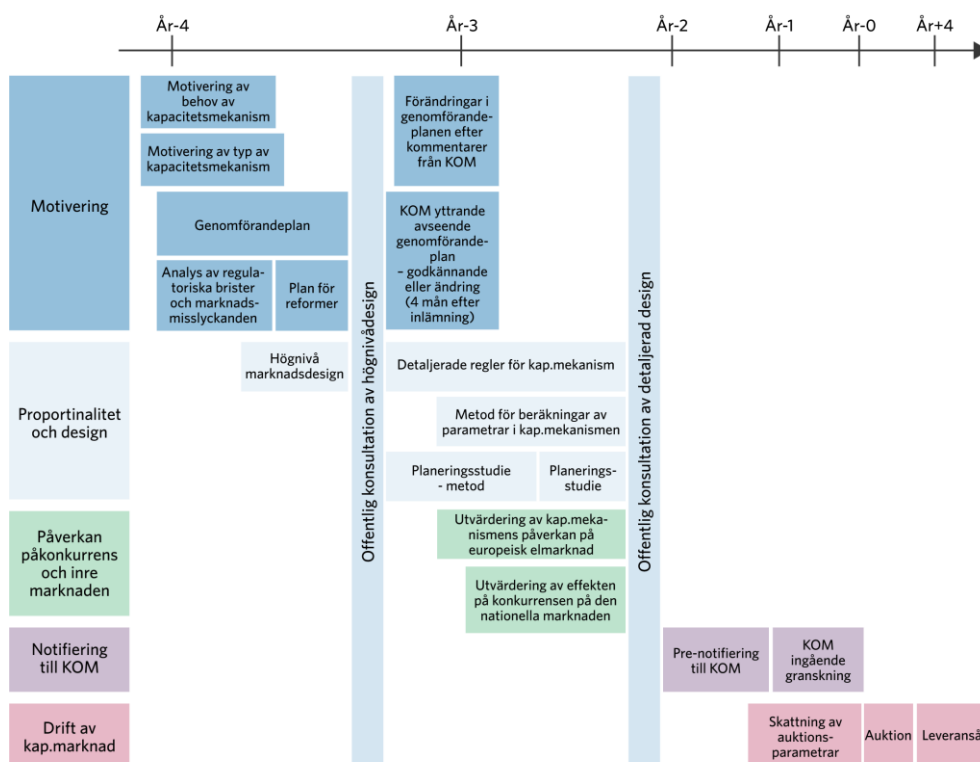 År-4
År-3
År-2
År-1
År-0
År+4
Motivering
Motivering av
behov av
kapacitetsmekanism
Motivering av typ av
kapacitetsmekanism
Genomförandeplan
Analys av regula-
toriska brister
och marknads-
misslyckanden
Plan för
reformer
Offentlig konsultation av högnivådesign
Förändringar i
genomförande-
planen efter
kommentarer
från KOM
KOM yttrande
avseende
genomförande-
plan
– godkännande
eller ändring
(4 mån efter
inlämning)
Offentlig konsultation av detaljerad design
Proportinalitet
och design
Högnivå
marknadsdesign
Detaljerade regler för kap.mekanism
Metod för beräkningar av
parametrar i kap.mekanismen
Planeringsstudie
- metod
Planerings-
studie
Påverkan
påkonkurrens
och inre
marknaden
Utvärdering av kap.meka-
nismens påverkan på
europeisk elmarknad
Utvärdering av effekten
på konkurrensen på den
nationella marknaden
Notifiering
till KOM
Pre-notifiering
till KOM
KOM
ingående
granskning
Drift av
kap.marknad
Skattning av
auktions-
parametrar
Auktion
Leveranså